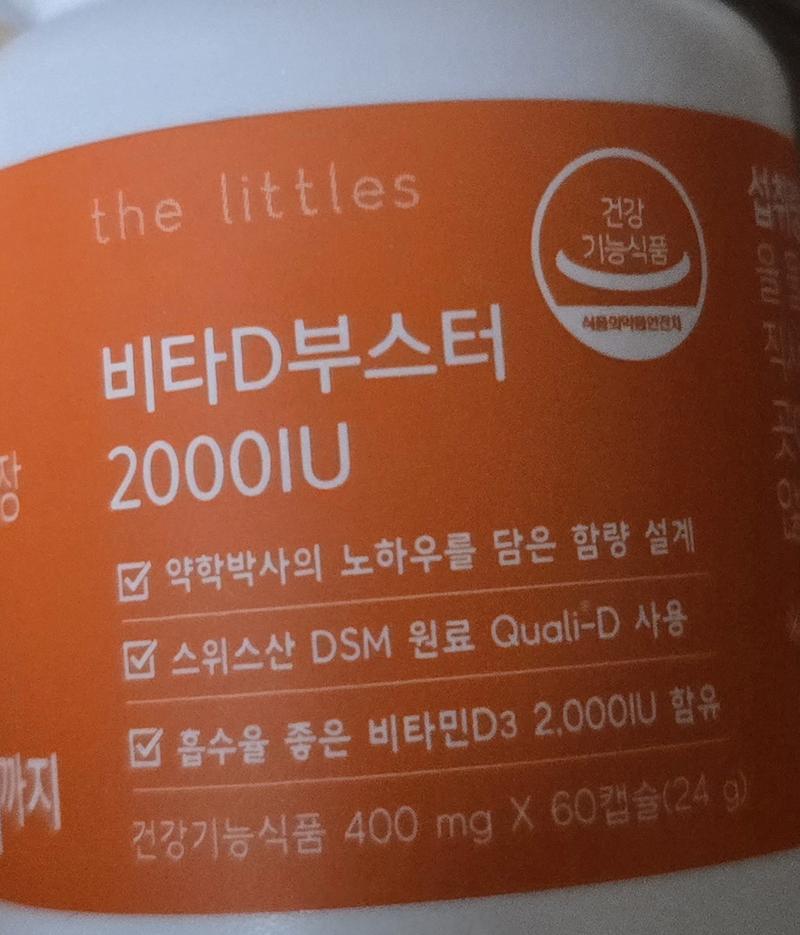 the littles
건강
기능식품
식품의약품안전처
비타D부스터
2000IU
약학박사의 노하우를 담은 함량 설계
스위스산 DSM 원료 Quali®-D 사용
흡수율 좋은 비타민D3 2,000IU 함유
건강기능식품 400 mg X 60캡슐(24 g)
장
까지